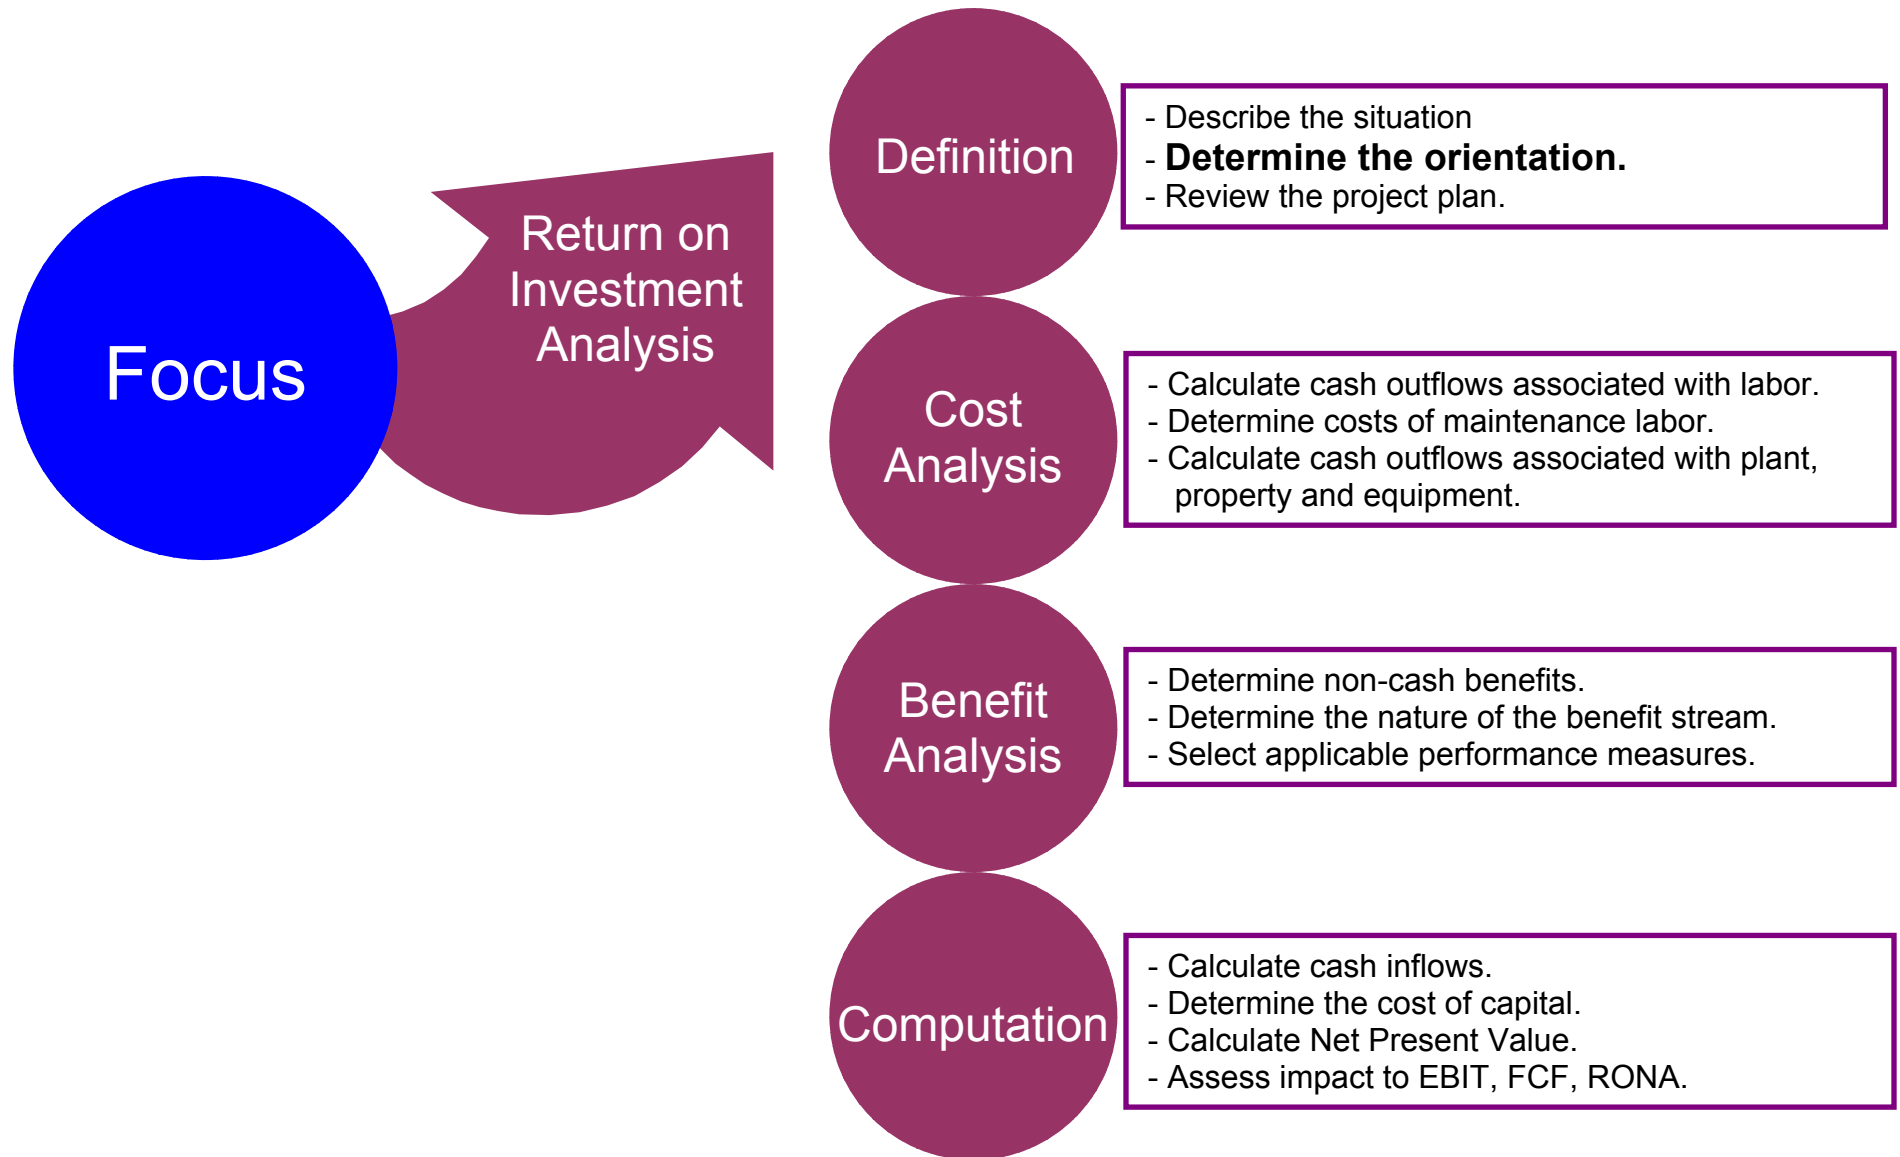 Focus
Return on
Investment
Analysis
Definition
- Describe the situation
- Determine the orientation.
- Review the project plan.
Cost
Analysis
- Calculate cash outflows associated with labor.
- Determine costs of maintenance labor.
- Calculate cash outflows associated with plant,
property and equipment.
Benefit
Analysis
- Determine non-cash benefits.
- Determine the nature of the benefit stream.
- Select applicable performance measures.
Computation
- Calculate cash inflows.
- Determine the cost of capital.
- Calculate Net Present Value.
- Assess impact to EBIT, FCF, RONA.